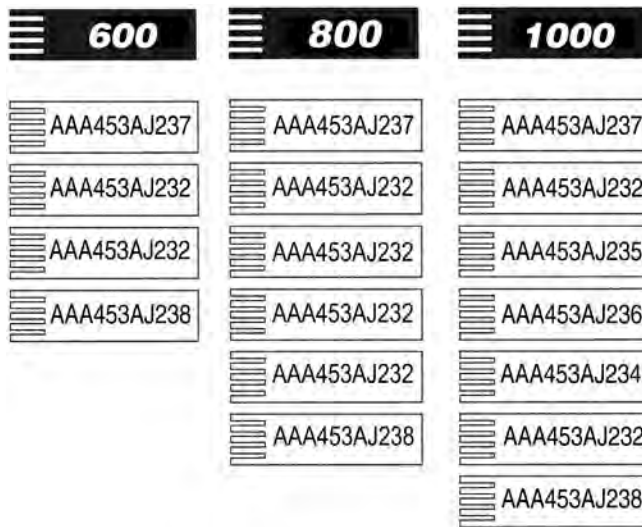 600 800 1000
AAA453AJ237 AAA453AJ237 AAA453AJ237
AAA453AJ232 AAA453AJ232 AAA453AJ232
AAA453AJ232 AAA453AJ232 AAA453AJ235
AAA453AJ238 AAA453AJ232 AAA453AJ236
AAA453AJ232 AAA453AJ234
AAA453AJ238 AAA453AJ232
AAA453AJ238